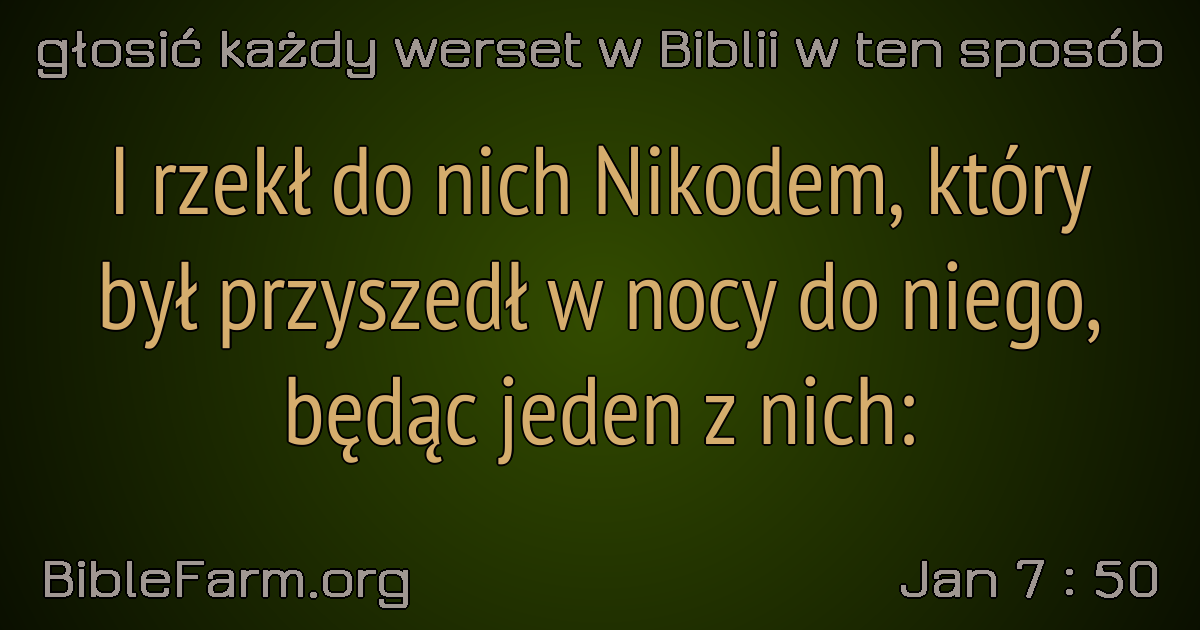 głosić każdy werset w Biblii w ten sposób
I rzekł do nich Nikodem, który
był przyszedł w nocy do niego,
będąc jeden z nich:
BibleFarm.org
Jan 7 : 50